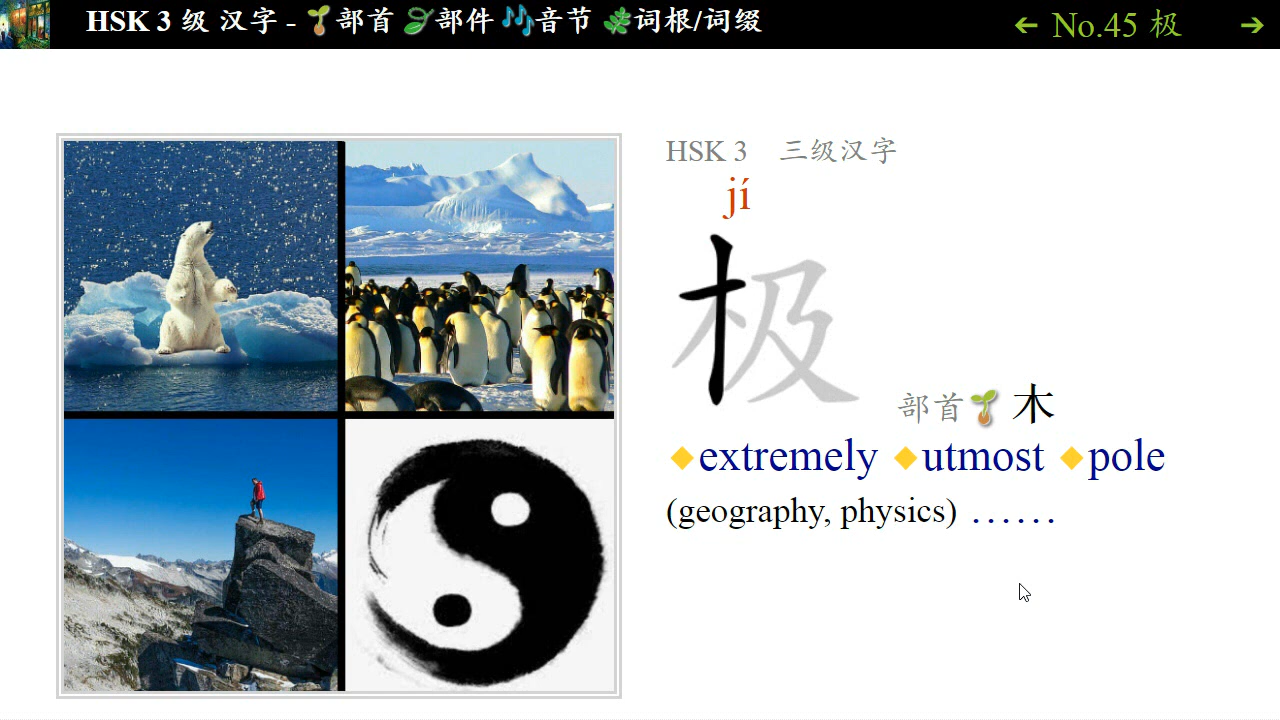 HSK 3 级 汉字 - 部首 部件 音节 词根/词缀
← No.45 极 →
HSK 3 三级汉字
jí
极
部首 木
◆extremely ◆utmost ◆pole
(geography, physics) ……